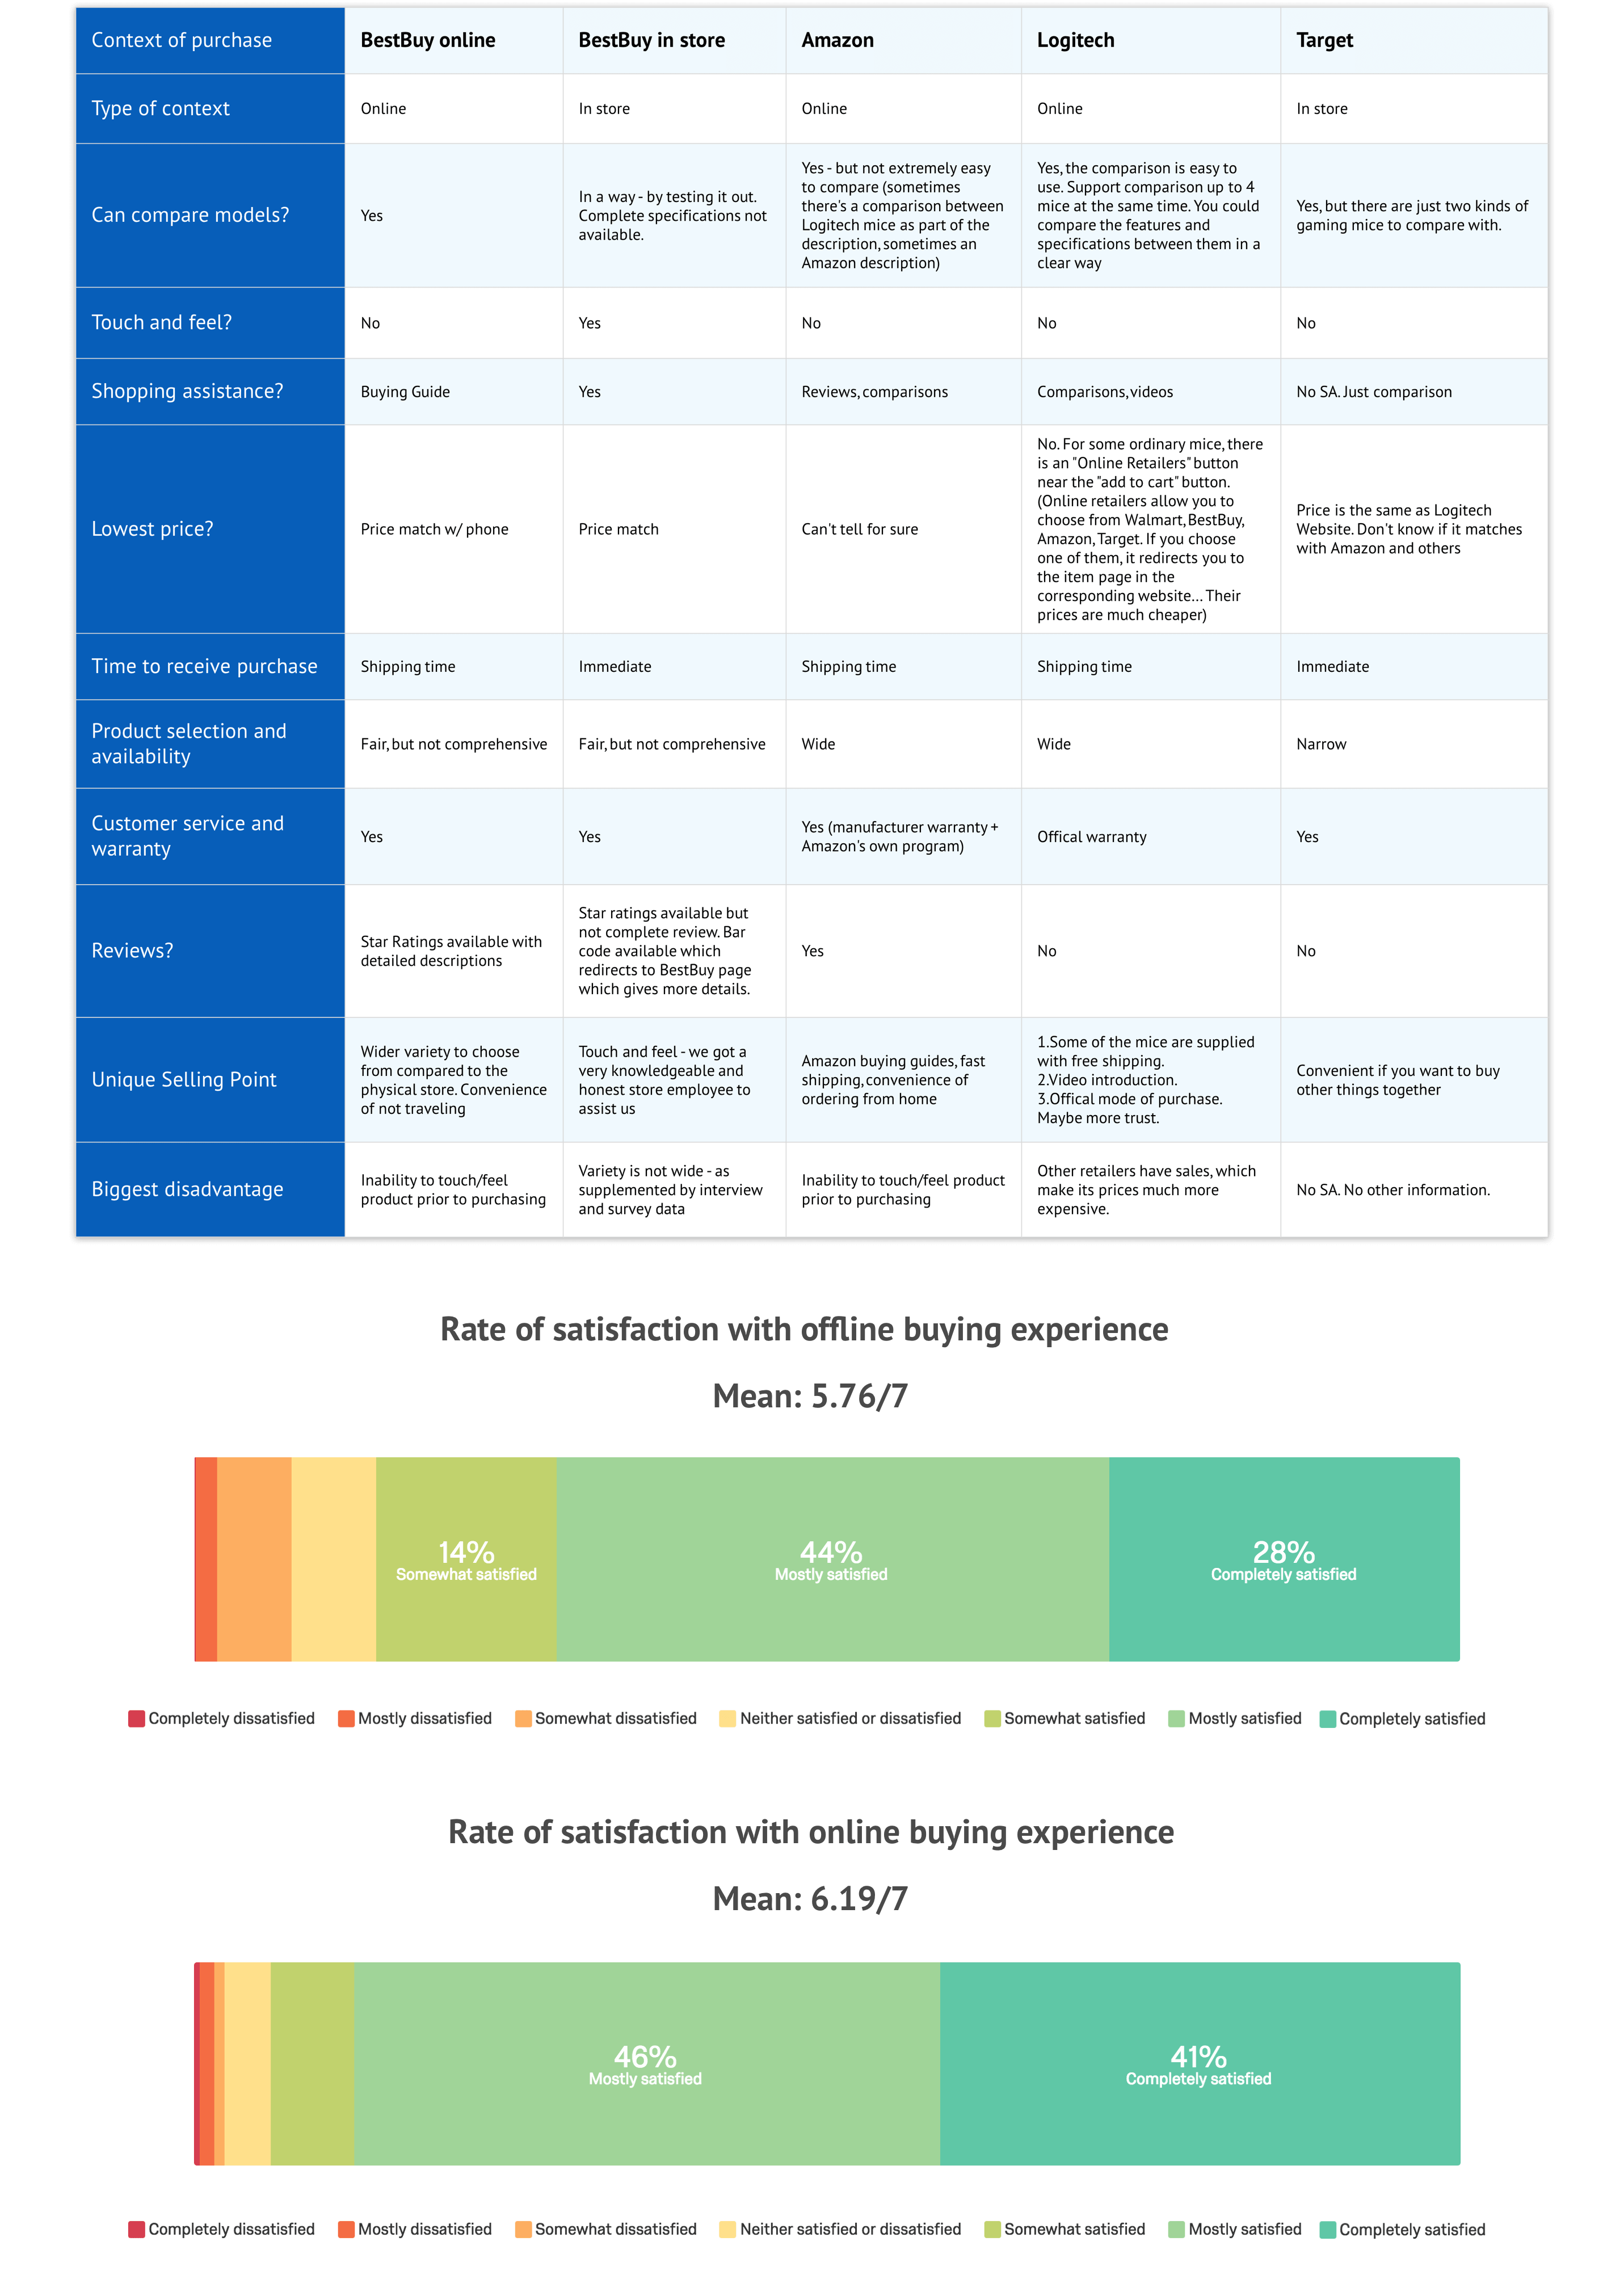 Context of purchase
BestBuy online
BestBuy in store
Amazon
Logitech
Target
Type of context
Online
In store
Online
Online
In store
Can compare models?
Yes
In a way - by testing it out.
Complete specifications not
available.
Yes - but not extremely easy
to compare (sometimes
there's a comparison between
Logitech mice as part of the
description, sometimes an
Amazon description)
Yes, the comparison is easy to
use. Support comparison up to 4
mice at the same time. You could
compare the features and
specifications between them in a
clear way
Yes, but there are just two kinds of
gaming mice to compare with.
Touch and feel?
No
Yes
No
No
No
Shopping assistance?
Buying Guide
Yes
Reviews, comparisons
Comparisons, videos
No SA. Just comparison
Lowest price?
Price match w/ phone
Price match
Can't tell for sure
No. For some ordinary mice, there
is an "Online Retailers" button
near the "add to cart" button.
(Online retailers allow you to
choose from Walmart, BestBuy,
Amazon, Target. If you choose
one of them, it redirects you to
the item page in the
corresponding website... Their
prices are much cheaper)
Price is the same as Logitech
Website. Don't know if it matches
with Amazon and others
Time to receive purchase
Shipping time
Immediate
Shipping time
Shipping time
Immediate
Product selection and
availability
Fair, but not comprehensive
Fair, but not comprehensive
Wide
Wide
Narrow
Customer service and
warranty
Yes
Yes
Yes (manufacturer warranty +
Amazon's own program)
Offical warranty
Yes
Reviews?
Star Ratings available with
detailed descriptions
Star ratings available but
not complete review. Bar
code available which
redirects to BestBuy page
which gives more details.
Yes
No
No
Unique Selling Point
Wider variety to choose
from compared to the
physical store. Convenience
of not traveling
Touch and feel - we got a
very knowledgeable and
honest store employee to
assist us
Amazon buying guides, fast
shipping, convenience of
ordering from home
1.Some of the mice are supplied
with free shipping.
2.Video introduction.
3.Offical mode of purchase.
Maybe more trust.
Convenient if you want to buy
other things together
Biggest disadvantage
Inability to touch/feel
product prior to purchasing
Variety is not wide - as
supplemented by interview
and survey data
Inability to touch/feel product
prior to purchasing
Other retailers have sales, which
make its prices much more
expensive.
No SA. No other information.
Rate of satisfaction with offline buying experience
Mean: 5.76/7
14%
Somewhat satisfied
44%
Mostly satisfied
28%
Completely satisfied
Completely dissatisfied
Mostly dissatisfied
Somewhat dissatisfied
Neither satisfied or dissatisfied
Somewhat satisfied
Mostly satisfied
Completely satisfied
Rate of satisfaction with online buying experience
Mean: 6.19/7
46%
Mostly satisfied
41%
Completely satisfied
Completely dissatisfied
Mostly dissatisfied
Somewhat dissatisfied
Neither satisfied or dissatisfied
Somewhat satisfied
Mostly satisfied
Completely satisfied